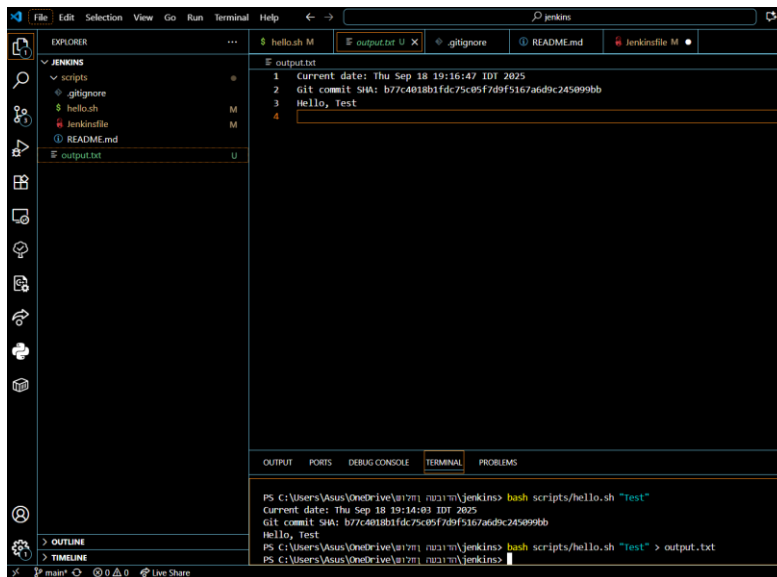 File Edit Selection View Go Run Terminal Help
jenkins
EXPLORER
JENKINS
scripts
.gitignore
$ hello.sh M
Jenkinsfile M
README.md
output.txt U
OUTLINE
TIMELINE
$ hello.sh M
output.txt U
.gitignore
README.md
Jenkinsfile M
output.txt
1 Current date: Thu Sep 18 19:16:47 IDT 2025
2 Git commit SHA: b77c4018b1fdc75c05f7d9f5167a6d9c245099bb
3 Hello, Test
4
OUTPUT PORTS DEBUG CONSOLE TERMINAL PROBLEMS
PS C:\Users\Asus\OneDrive\ \jenkins> bash scripts/hello.sh "Test"
Current date: Thu Sep 18 19:14:03 IDT 2025
Git commit SHA: b77c4018b1fdc75c05f7d9f5167a6d9c245099bb
Hello, Test
PS C:\Users\Asus\OneDrive\ \jenkins> bash scripts/hello.sh "Test" > output.txt
PS C:\Users\Asus\OneDrive\ \jenkins>
main* 0 0 Live Share